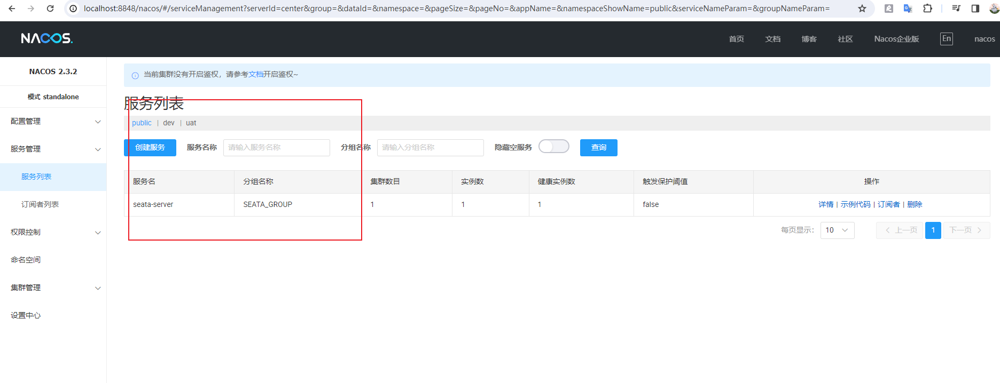 localhost:8848/nacos/#/serviceManagement?serverId=center&group=&dataId=&namespace=&pageSize=&pageNo=&appName=&namespaceShowName=public&serviceNameParam=&groupNameParam=
NACOS.
首页 文档 博客 社区 Nacos企业版 En nacos
NACOS 2.3.2
模式 standalone
配置管理
服务管理
服务列表
订阅者列表
权限控制
命名空间
集群管理
设置中心
当前集群没有开启鉴权，请参考文档开启鉴权~
服务列表
public | dev | uat
创建服务 服务名称 请输入服务名称 分组名称 请输入分组名称 隐藏空服务 查询
服务名 分组名称 集群数目 实例数 健康实例数 触发保护阈值 操作
seata-server SEATA_GROUP 1 1 1 false 详情 | 示例代码 | 订阅者 | 删除
每页显示： 10 上一页 1 下一页